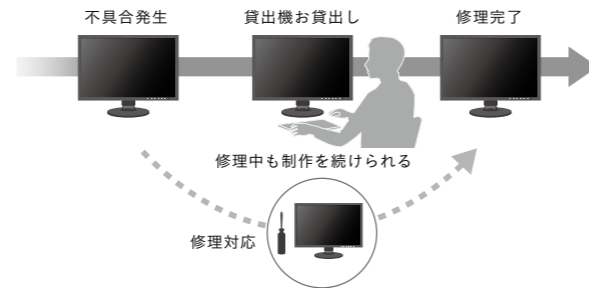 不具合発生
貸出機お貸出し
修理完了
修理中も制作を続けられる
修理対応